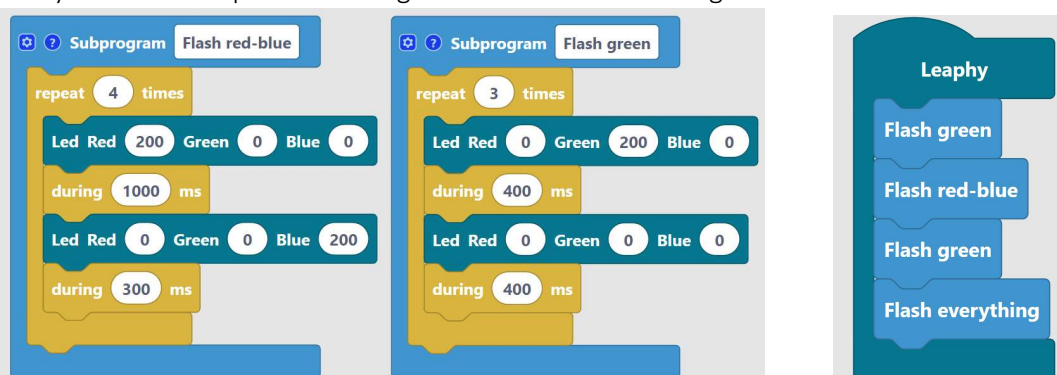 ? Subprogram Flash red-blue
repeat 4 times
Led Red 200 Green 0 Blue 0
during 1000 ms
Led Red 0 Green 0 Blue 200
during 300 ms
? Subprogram Flash green
repeat 3 times
Led Red 0 Green 200 Blue 0
during 400 ms
Led Red 0 Green 0 Blue 0
during 400 ms
Leaphy
Flash green
Flash red-blue
Flash green
Flash everything